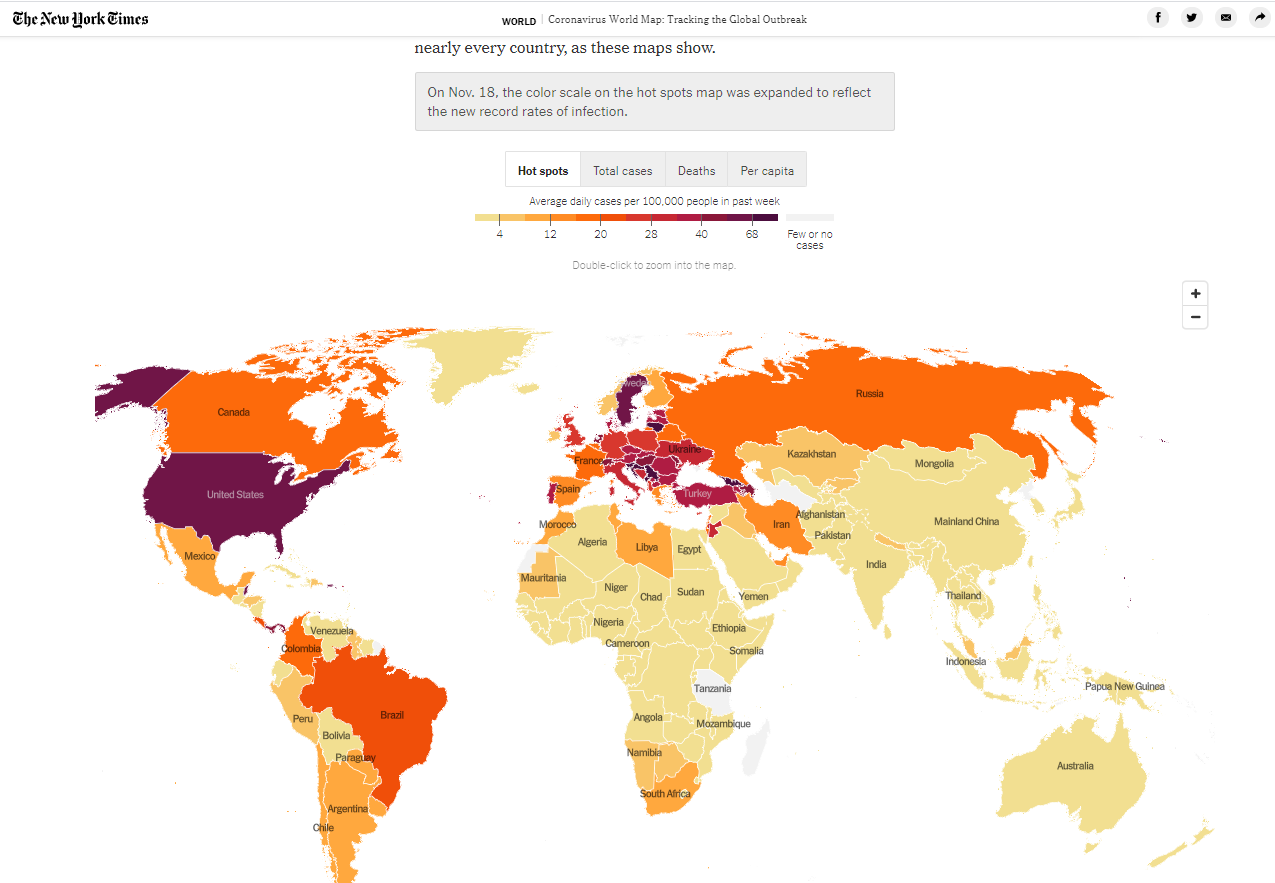 The New York Times
WORLD | Coronavirus World Map: Tracking the Global Outbreak
nearly every country, as these maps show.
On Nov. 18, the color scale on the hot spots map was expanded to reflect
the new record rates of infection.
Hot spots Total cases Deaths Per capita
Average daily cases per 100,000 people in past week
4 12 20 28 40 68 Few or no
cases
Double-click to zoom into the map.
+
−
Sweden
Russia
Canada
Ukraine
Kazakhstan
France
Mongolia
United States
Spain
Turkey
Afghanistan
Mainland China
Morocco
Iran
Pakistan
Algeria
Libya
Egypt
Mexico
India
Mauritania
Niger
Chad
Sudan
Yemen
Thailand
Venezuela
Nigeria
Ethiopia
Colombia
Cameroon
Somalia
Indonesia
Tanzania
Papua New Guinea
Brazil
Peru
Angola
Mozambique
Bolivia
Namibia
Paraguay
Australia
South Africa
Argentina
Chile